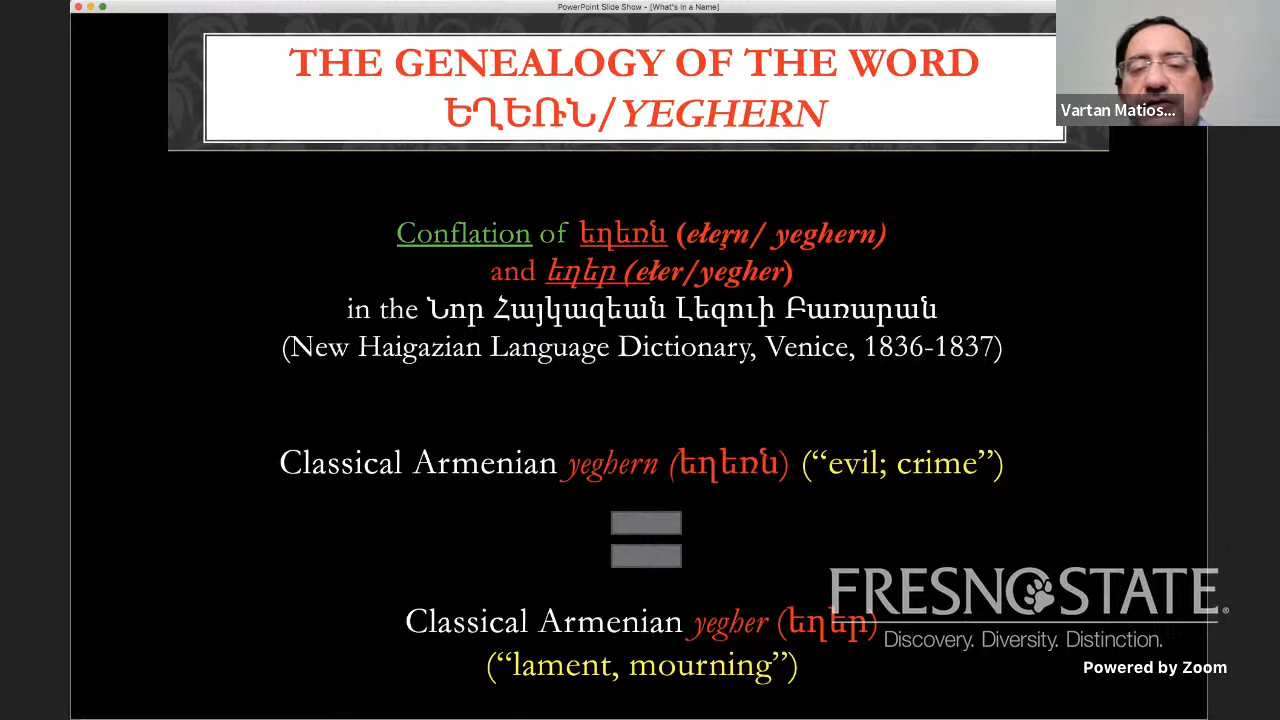 PowerPoint Slide Show - [What's in a Name]
THE GENEALOGY OF THE WORD
ԵՂԵՌՆ/YEGHERN
Vartan Matios...
Conflation of եղեռն (ełeṛn/ yeghern)
and եղեր (ełer/yegher)
in the Նոր Հայկազեան Լեզուի Բառարան
(New Haigazian Language Dictionary, Venice, 1836-1837)
Classical Armenian yeghern (եղեռն) (“evil; crime”)
Classical Armenian yegher (եղեր)
(“lament, mourning”)
FRESNO STATE®
Discovery. Diversity. Distinction.
Powered by Zoom